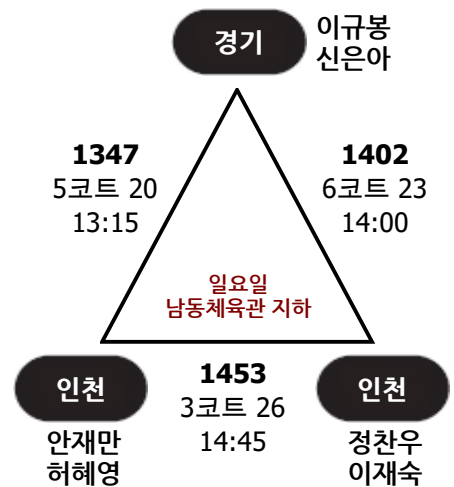 경기
이규봉
신은아
1347
5코트 20
13:15
1402
6코트 23
14:00
일요일
남동체육관 지하
인천
안재만
허혜영
1453
3코트 26
14:45
인천
정찬우
이재숙